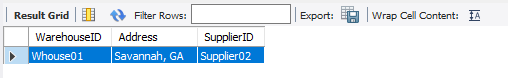 Result Grid Filter Rows: Export: Wrap Cell Content:
WarehouseID Address SupplierID
Whouse01 Savannah, GA Supplier02